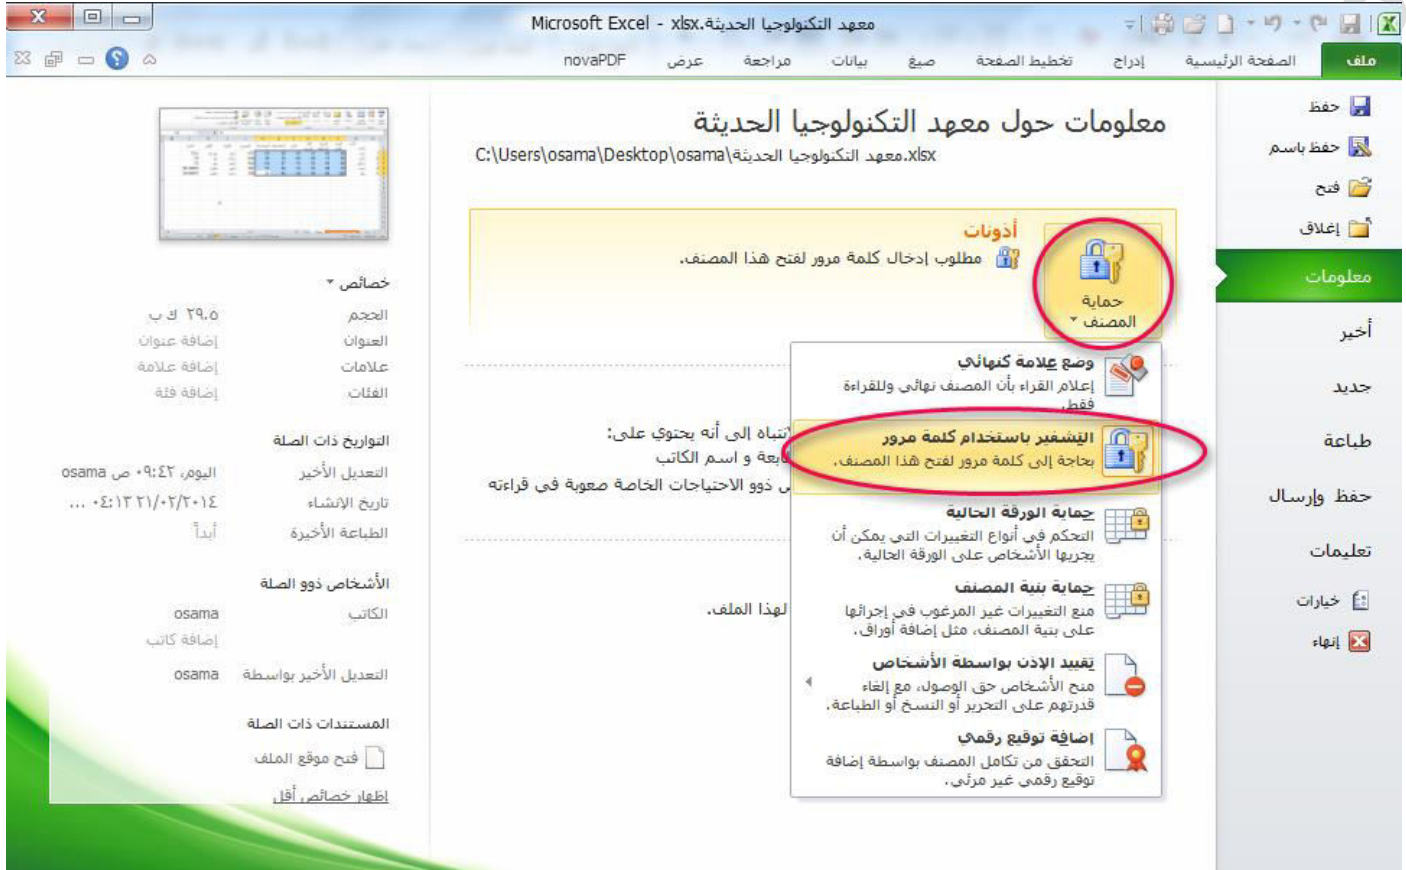 معهد التكنولوجيا الحديثة.xlsx - Microsoft Excel
ملف الصفحة الرئيسية إدراج تخطيط الصفحة صيغ بيانات مراجعة عرض novaPDF
حفظ
حفظ باسم
فتح
إغلاق
معلومات
أخير
جديد
طباعة
حفظ وإرسال
تعليمات
خيارات
إنهاء
معلومات حول معهد التكنولوجيا الحديثة
C:\Users\osama\Desktop\osama\معهد التكنولوجيا الحديثة.xlsx
حماية
المصنف
أذونات
مطلوب إدخال كلمة مرور لفتح هذا المصنف.
وضع علامة كنهائي
إعلام القراء بأن المصنف نهائي وللقراءة
فقط.
التشفير باستخدام كلمة مرور
بحاجة إلى كلمة مرور لفتح هذا المصنف.
حماية الورقة الحالية
التحكم في أنواع التغييرات التي يمكن أن
يجريها الأشخاص على الورقة الحالية.
حماية بنية المصنف
منع التغييرات غير المرغوب في إجرائها
على بنية المصنف، مثل إضافة أوراق.
تقييد الإذن بواسطة الأشخاص
منح الأشخاص حق الوصول، مع إلغاء
قدرتهم على التحرير أو النسخ أو الطباعة.
إضافة توقيع رقمي
التحقق من تكامل المصنف بواسطة إضافة
توقيع رقمي غير مرئي.
إلى أنه يحتوي على:
و اسم الكاتب
ذوو الاحتياجات الخاصة صعوبة في قراءته
لهذا الملف.
خصائص
الحجم ٢٩.٥ ك ب
العنوان إضافة عنوان
علامات إضافة علامة
الفئات إضافة فئة
التواريخ ذات الصلة
التعديل الأخير اليوم، ٠٩:٤٢ ص osama
تاريخ الإنشاء ٢١/٠٢/٢٠١٤ ٠٤:١٣ ...
الطباعة الأخيرة أبداً
الأشخاص ذوو الصلة
الكاتب osama
إضافة كاتب
التعديل الأخير بواسطة osama
المستندات ذات الصلة
فتح موقع الملف
إظهار خصائص أقل